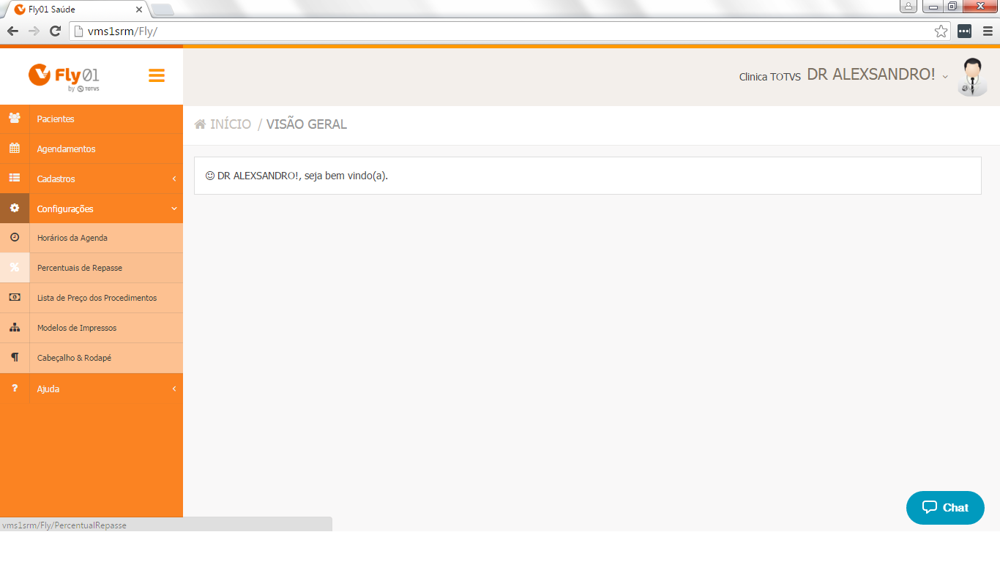 Fly01 Saúde
vms1srm/Fly/
Fly01
by TOTVS
Clinica TOTVS DR ALEXSANDRO!
Pacientes
INÍCIO / VISÃO GERAL
Agendamentos
DR ALEXSANDRO!, seja bem vindo(a).
Cadastros
Configurações
Horários da Agenda
% Percentuais de Repasse
Lista de Preço dos Procedimentos
Modelos de Impressos
¶ Cabeçalho & Rodapé
? Ajuda
Chat
vms1srm/Fly/PercentualRepasse